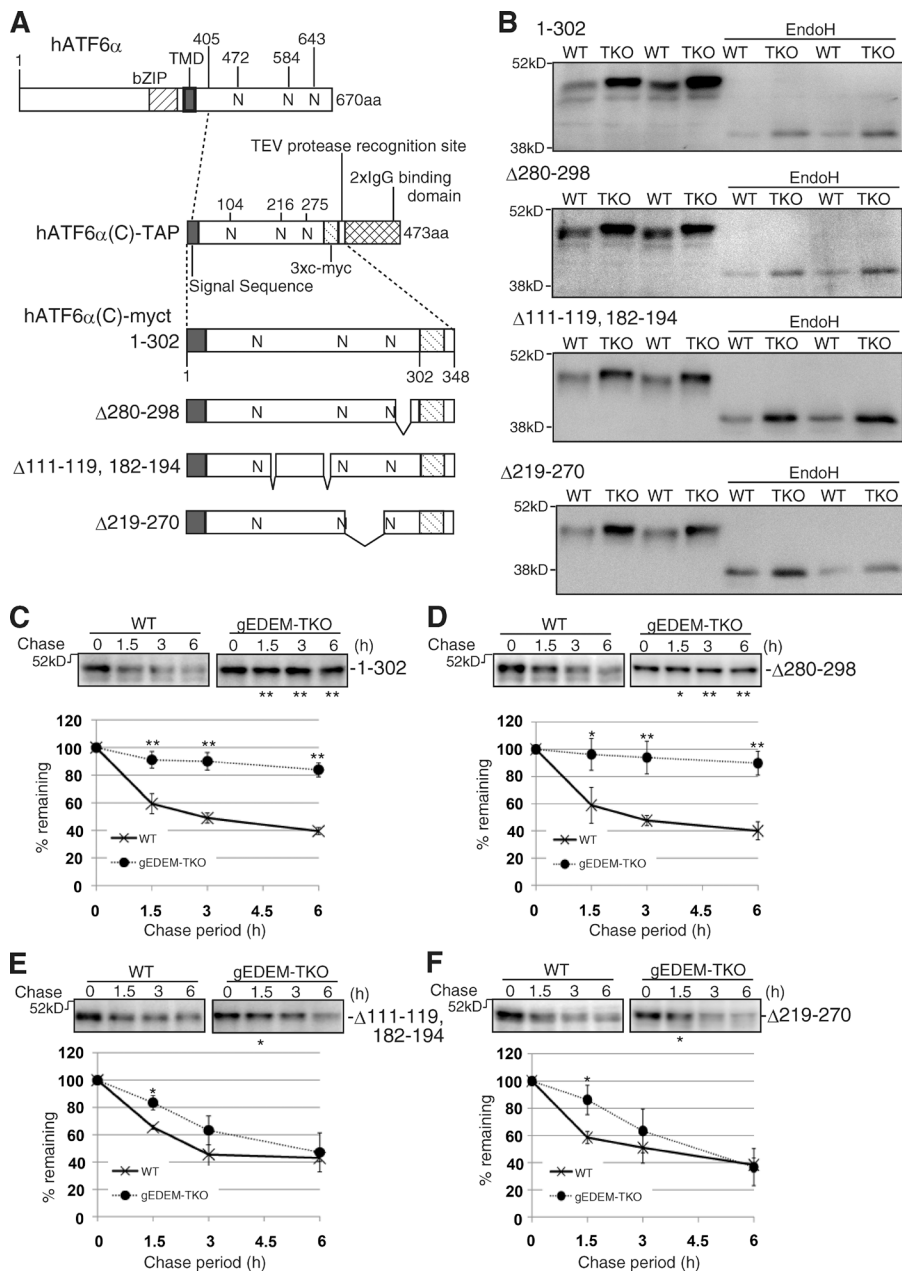 A
hATF6α
1
405
472
584
643
TMD
bZIP
N N N
670aa
TEV protease recognition site
2xIgG binding
domain
104 216 275
hATF6α(C)-TAP
N N N
473aa
3xc-myc
Signal Sequence
hATF6α(C)-myct
1-302
N N N
1 302 348
Δ280-298
N N N
Δ111-119, 182-194
N N N
Δ219-270
N N N
B
1-302
EndoH
WT TKO WT TKO WT TKO WT TKO
52kD
38kD
Δ280-298
EndoH
WT TKO WT TKO WT TKO WT TKO
52kD
38kD
Δ111-119, 182-194
EndoH
WT TKO WT TKO WT TKO WT TKO
52kD
38kD
Δ219-270
EndoH
WT TKO WT TKO WT TKO WT TKO
52kD
38kD
C
WT gEDEM-TKO
Chase 0 1.5 3 6 0 1.5 3 6 (h)
52kD
-1-302
** ** **
120
100
80
60
40
20
0
% remaining
** ** **
WT
gEDEM-TKO
0 1.5 3 4.5 6
Chase period (h)
D
WT gEDEM-TKO
Chase 0 1.5 3 6 0 1.5 3 6 (h)
52kD
-Δ280-298
* ** **
120
100
80
60
40
20
0
% remaining
* ** **
WT
gEDEM-TKO
0 1.5 3 4.5 6
Chase period (h)
E
WT gEDEM-TKO
Chase 0 1.5 3 6 0 1.5 3 6 (h)
52kD
-Δ111-119,
182-194
*
120
100
80
60
40
20
0
% remaining
*
WT
gEDEM-TKO
0 1.5 3 4.5 6
Chase period (h)
F
WT gEDEM-TKO
Chase 0 1.5 3 6 0 1.5 3 6 (h)
52kD
-Δ219-270
*
120
100
80
60
40
20
0
% remaining
*
WT
gEDEM-TKO
0 1.5 3 4.5 6
Chase period (h)